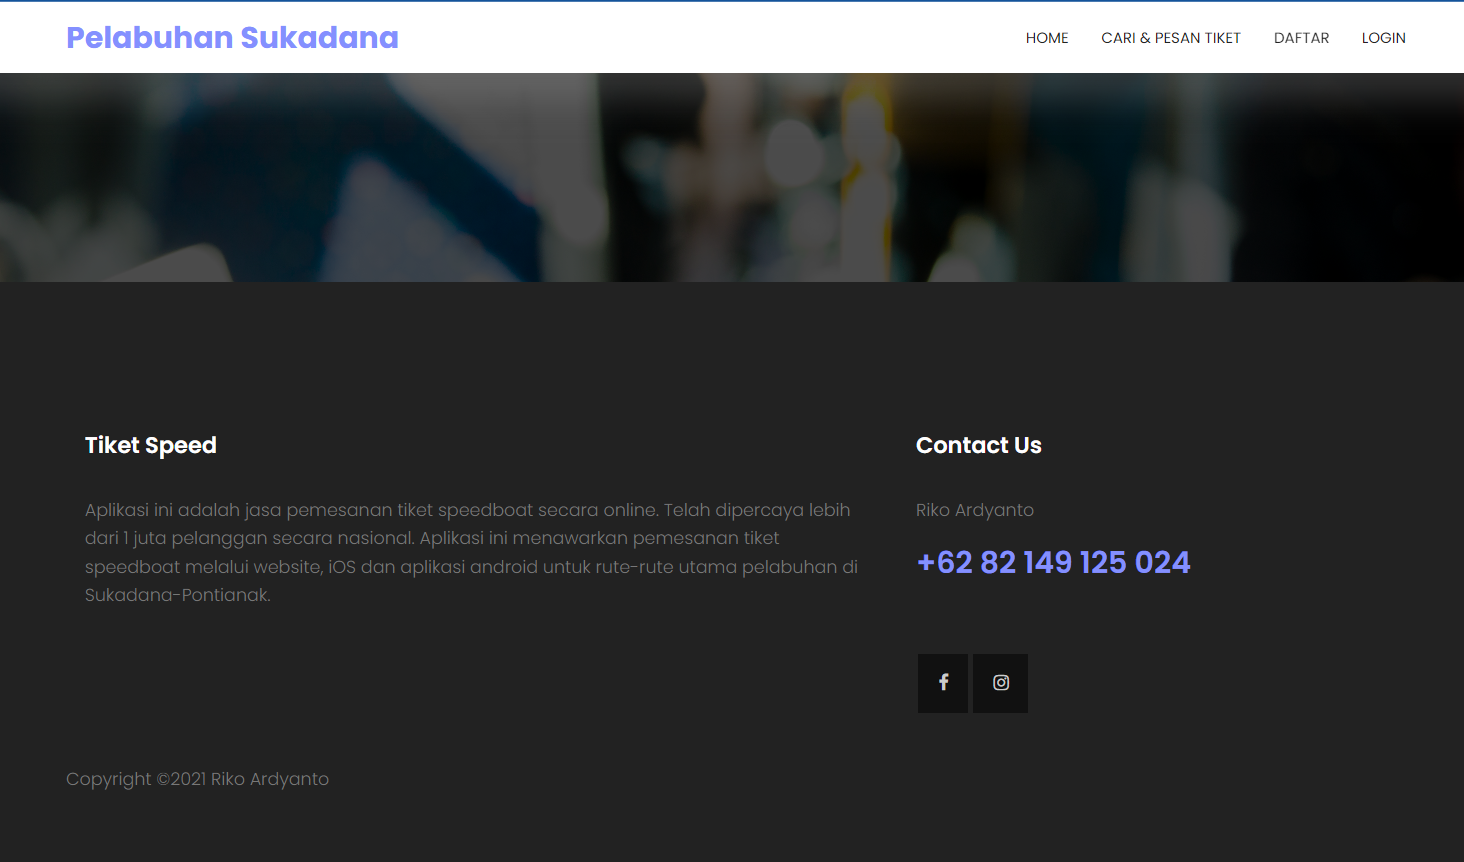 Pelabuhan Sukadana
HOME CARI & PESAN TIKET DAFTAR LOGIN
Tiket Speed
Aplikasi ini adalah jasa pemesanan tiket speedboat secara online. Telah dipercaya lebih
dari 1 juta pelanggan secara nasional. Aplikasi ini menawarkan pemesanan tiket
speedboat melalui website, iOS dan aplikasi android untuk rute-rute utama pelabuhan di
Sukadana-Pontianak.
Contact Us
Riko Ardyanto
+62 82 149 125 024
Copyright ©2021 Riko Ardyanto